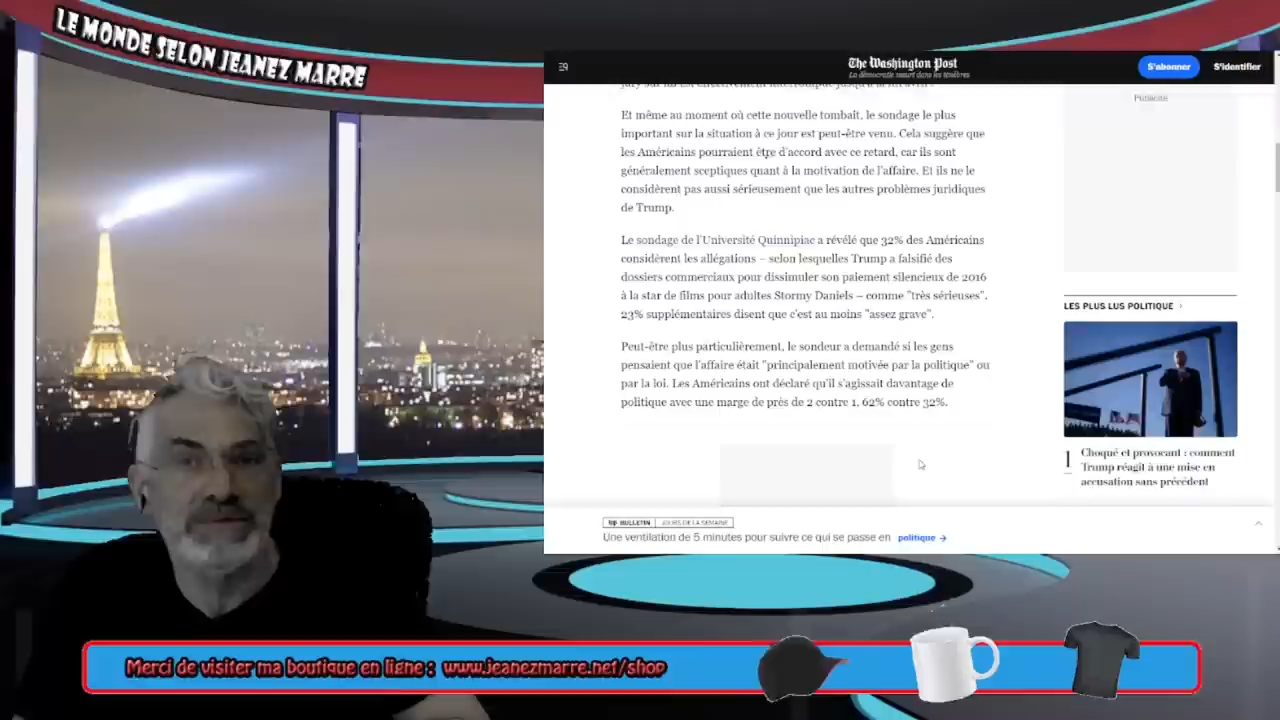 LE MONDE SELON JEANEZ MARRE
The Washington Post
La démocratie meurt dans les ténèbres
S'abonner
S'identifier
Et même au moment où cette nouvelle tombait, le sondage le plus
important sur la situation à ce jour est peut-être venu. Cela suggère que
les Américains pourraient être d'accord avec ce retard, car ils sont
généralement sceptiques quant à la motivation de l'affaire. Et ils ne le
considèrent pas aussi sérieusement que les autres problèmes juridiques
de Trump.
Le sondage de l'Université Quinnipiac a révélé que 32% des Américains
considèrent les allégations – selon lesquelles Trump a falsifié des
dossiers commerciaux pour dissimuler son paiement silencieux de 2016
à la star de films pour adultes Stormy Daniels – comme "très sérieuses".
23% supplémentaires disent que c'est au moins "assez grave".
Peut-être plus particulièrement, le sondeur a demandé si les gens
pensaient que l'affaire était "principalement motivée par la politique" ou
par la loi. Les Américains ont déclaré qu'il s'agissait davantage de
politique avec une marge de près de 2 contre 1, 62% contre 32%.
Publicité
LES PLUS LUS POLITIQUE ›
1
Choqué et provocant : comment
Trump réagit à une mise en
accusation sans précédent
BULLETIN
JOURS DE LA SEMAINE
Une ventilation de 5 minutes pour suivre ce qui se passe en politique →
Merci de visiter ma boutique en ligne : www.jeanezmarre.net/shop